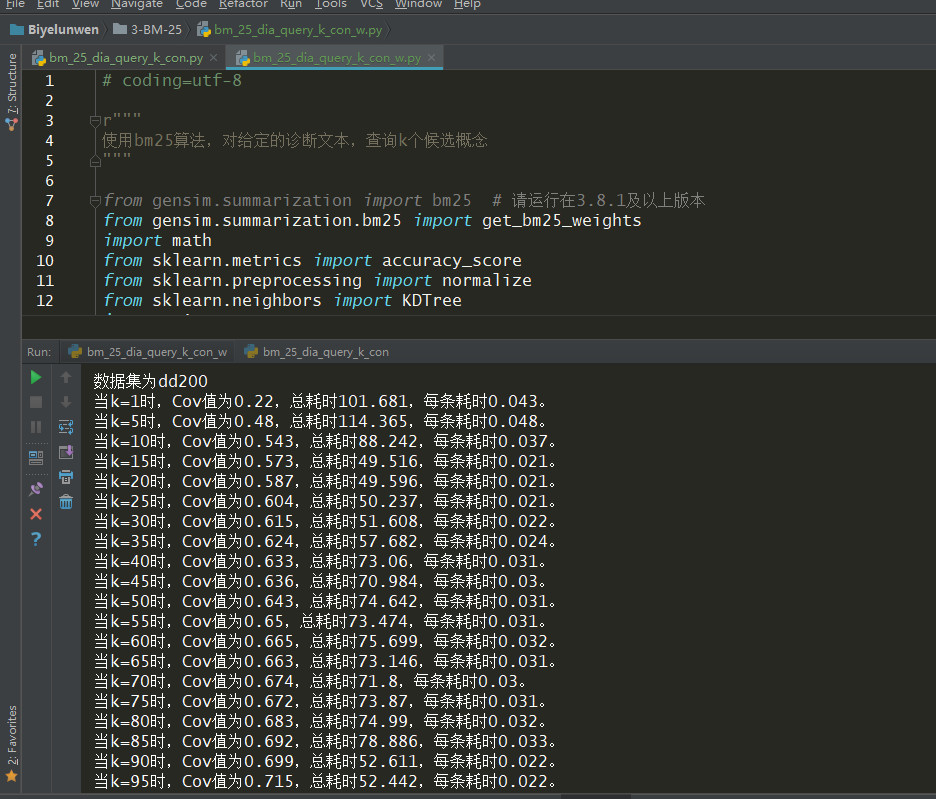 File Edit View Navigate Code Refactor Run Tools VCS Window Help
Biyelunwen 3-BM-25 bm_25_dia_query_k_con_w.py
bm_25_dia_query_k_con.py bm_25_dia_query_k_con_w.py
7: Structure
1 # coding=utf-8
2
3 r"""
4 使用bm25算法，对给定的诊断文本，查询k个候选概念
5 """
6
7 from gensim.summarization import bm25 # 请运行在3.8.1及以上版本
8 from gensim.summarization.bm25 import get_bm25_weights
9 import math
10 from sklearn.metrics import accuracy_score
11 from sklearn.preprocessing import normalize
12 from sklearn.neighbors import KDTree
Run: bm_25_dia_query_k_con_w bm_25_dia_query_k_con
数据集为dd200
当k=1时，Cov值为0.22，总耗时101.681，每条耗时0.043。
当k=5时，Cov值为0.48，总耗时114.365，每条耗时0.048。
当k=10时，Cov值为0.543，总耗时88.242，每条耗时0.037。
当k=15时，Cov值为0.573，总耗时49.516，每条耗时0.021。
当k=20时，Cov值为0.587，总耗时49.596，每条耗时0.021。
当k=25时，Cov值为0.604，总耗时50.237，每条耗时0.021。
当k=30时，Cov值为0.615，总耗时51.608，每条耗时0.022。
当k=35时，Cov值为0.624，总耗时57.682，每条耗时0.024。
当k=40时，Cov值为0.633，总耗时73.06，每条耗时0.031。
当k=45时，Cov值为0.636，总耗时70.984，每条耗时0.03。
当k=50时，Cov值为0.643，总耗时74.642，每条耗时0.031。
当k=55时，Cov值为0.65，总耗时73.474，每条耗时0.031。
当k=60时，Cov值为0.665，总耗时75.699，每条耗时0.032。
当k=65时，Cov值为0.663，总耗时73.146，每条耗时0.031。
当k=70时，Cov值为0.674，总耗时71.8，每条耗时0.03。
当k=75时，Cov值为0.672，总耗时73.87，每条耗时0.031。
当k=80时，Cov值为0.683，总耗时74.99，每条耗时0.032。
当k=85时，Cov值为0.692，总耗时78.886，每条耗时0.033。
当k=90时，Cov值为0.699，总耗时52.611，每条耗时0.022。
当k=95时，Cov值为0.715，总耗时52.442，每条耗时0.022。
2: Favorites